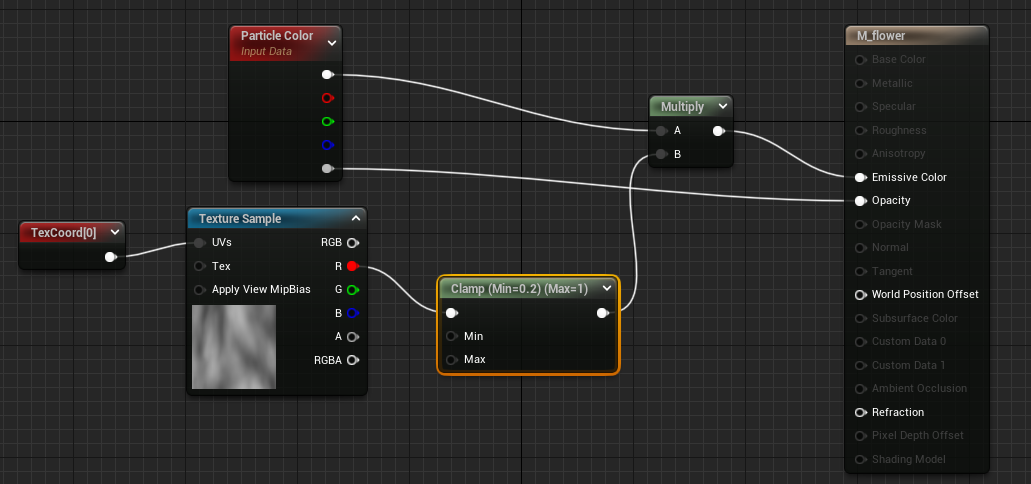 Particle Color
Input Data
TexCoord[0]
Texture Sample
UVs
Tex
Apply View MipBias
RGB
R
G
B
A
RGBA
Clamp (Min=0.2) (Max=1)
Min
Max
Multiply
A
B
M_flower
Base Color
Metallic
Specular
Roughness
Anisotropy
Emissive Color
Opacity
Opacity Mask
Normal
Tangent
World Position Offset
Subsurface Color
Custom Data 0
Custom Data 1
Ambient Occlusion
Refraction
Pixel Depth Offset
Shading Model